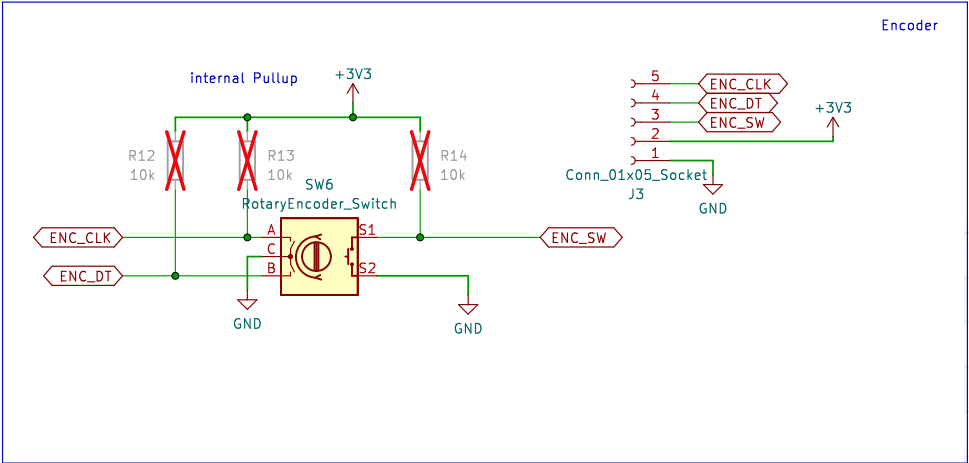 Encoder
internal Pullup
+3V3
R12
10k
R13
10k
R14
10k
SW6
RotaryEncoder_Switch
ENC_CLK
ENC_DT
A
C
B
S1
S2
ENC_SW
GND
GND
5
ENC_CLK
4
ENC_DT
3
ENC_SW
2
+3V3
1
Conn_01x05_Socket
J3
GND